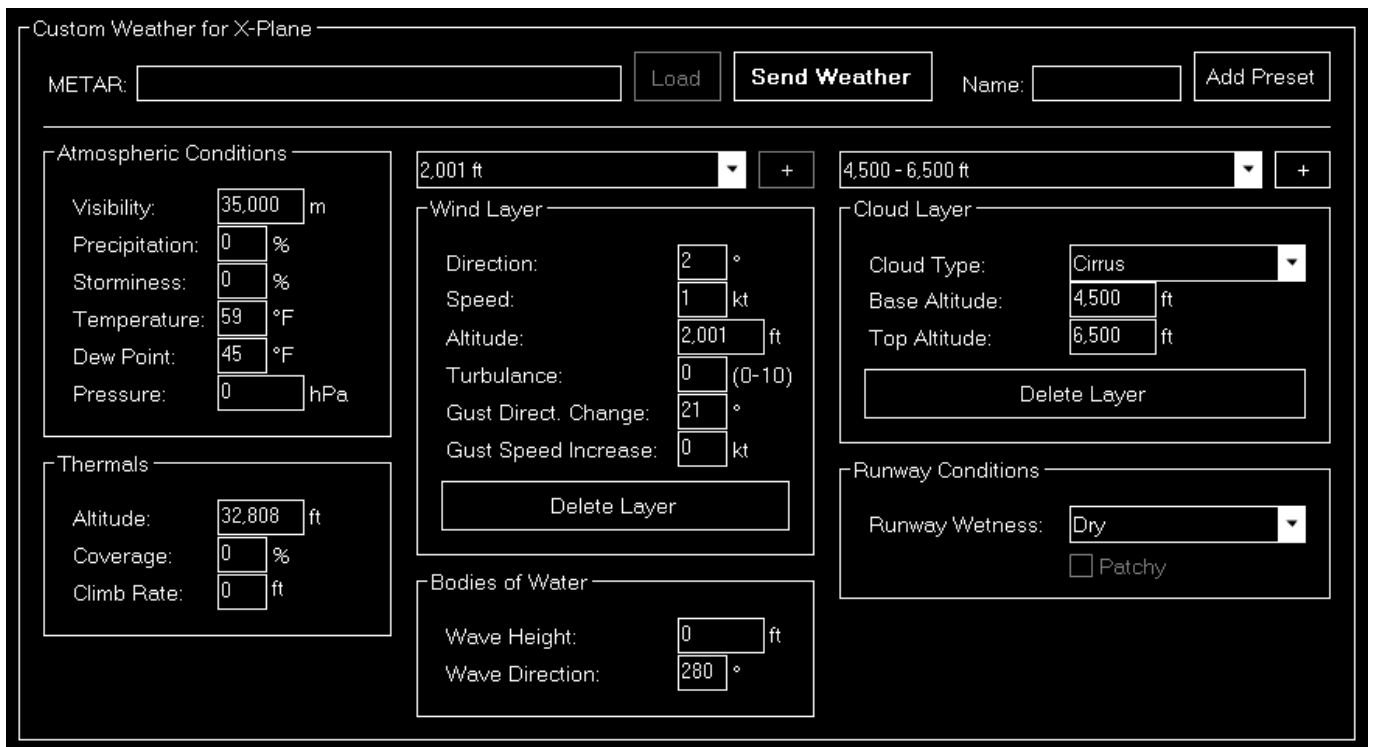 Custom Weather for X-Plane
METAR: Load Send Weather Name: Add Preset
Atmospheric Conditions
Visibility: 35,000 m
Precipitation: 0 %
Storminess: 0 %
Temperature: 59 °F
Dew Point: 45 °F
Pressure: 0 hPa
Thermals
Altitude: 32,808 ft
Coverage: 0 %
Climb Rate: 0 ft
2,001 ft +
Wind Layer
Direction: 2 °
Speed: 1 kt
Altitude: 2,001 ft
Turbulance: 0 (0-10)
Gust Direct. Change: 21 °
Gust Speed Increase: 0 kt
Delete Layer
Bodies of Water
Wave Height: 0 ft
Wave Direction: 280 °
4,500 - 6,500 ft +
Cloud Layer
Cloud Type: Cirrus
Base Altitude: 4,500 ft
Top Altitude: 6,500 ft
Delete Layer
Runway Conditions
Runway Wetness: Dry
Patchy